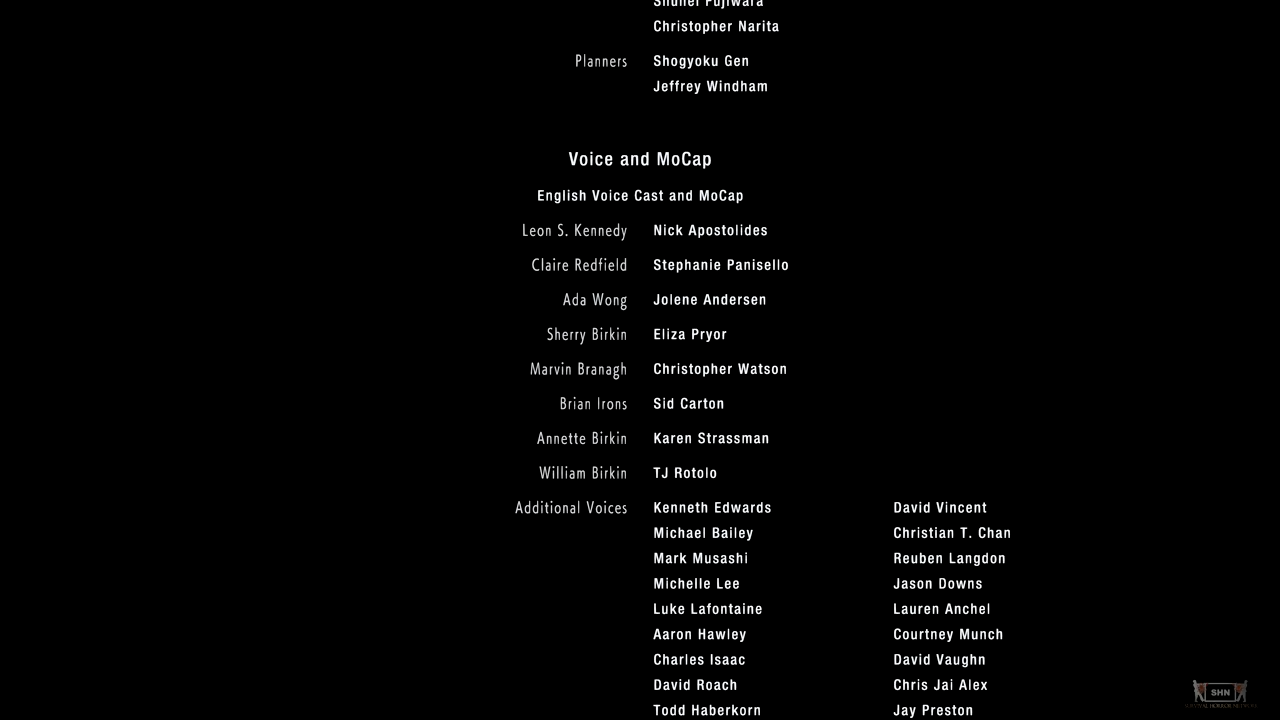 Shuhei Fujiwara
Christopher Narita
Planners Shogyoku Gen
Jeffrey Windham
Voice and MoCap
English Voice Cast and MoCap
Leon S. Kennedy Nick Apostolides
Claire Redfield Stephanie Panisello
Ada Wong Jolene Andersen
Sherry Birkin Eliza Pryor
Marvin Branagh Christopher Watson
Brian Irons Sid Carton
Annette Birkin Karen Strassman
William Birkin TJ Rotolo
Additional Voices Kenneth Edwards David Vincent
Michael Bailey Christian T. Chan
Mark Musashi Reuben Langdon
Michelle Lee Jason Downs
Luke Lafontaine Lauren Anchel
Aaron Hawley Courtney Munch
Charles Isaac David Vaughn
David Roach Chris Jai Alex
Todd Haberkorn Jay Preston
SHN